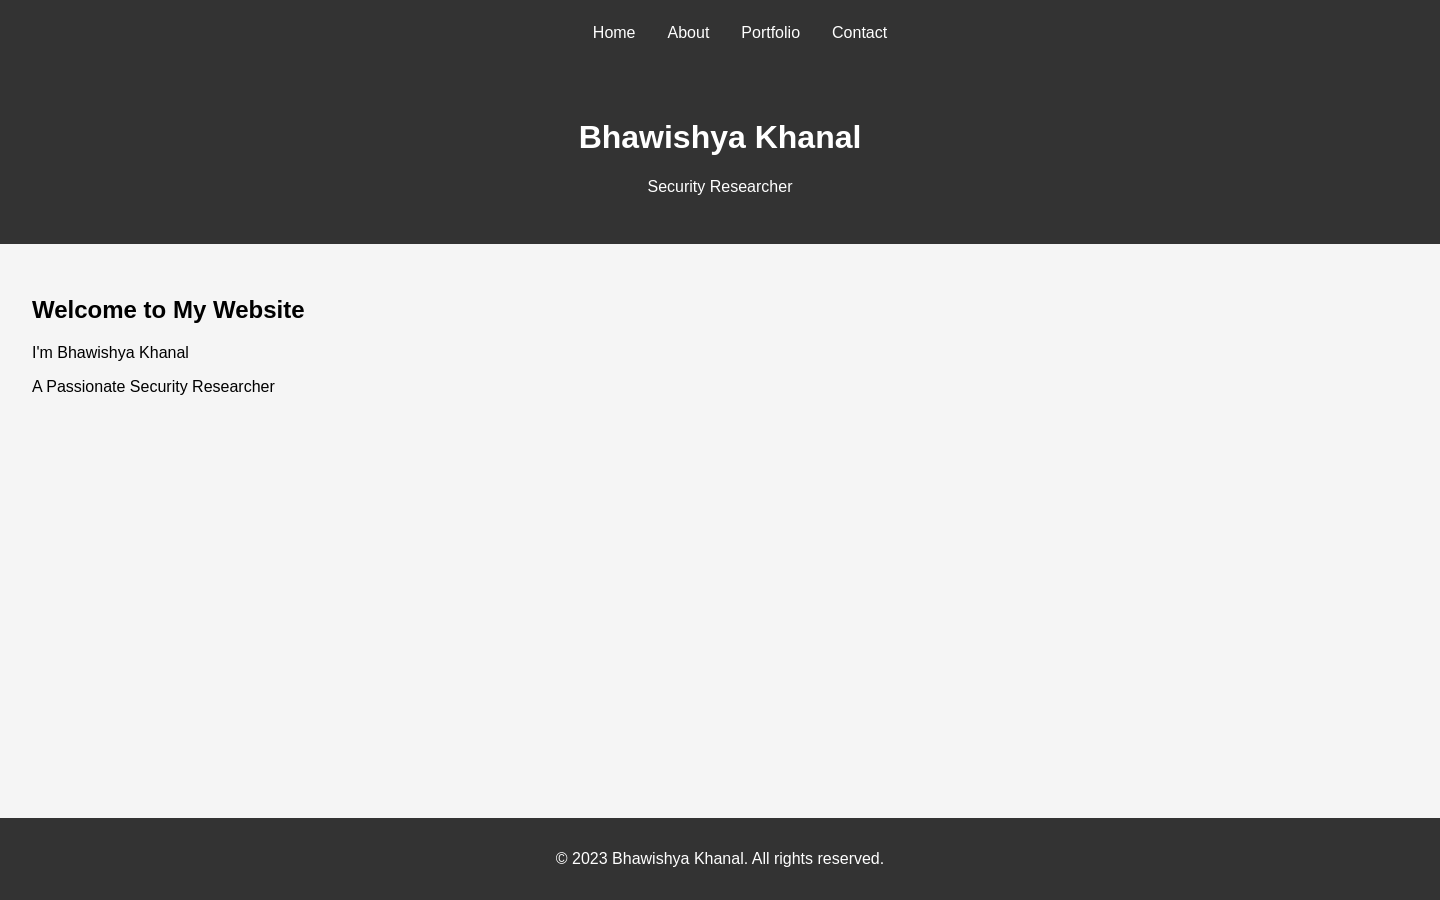 Home About Portfolio Contact
Bhawishya Khanal
Security Researcher
Welcome to My Website
I'm Bhawishya Khanal
A Passionate Security Researcher
© 2023 Bhawishya Khanal. All rights reserved.